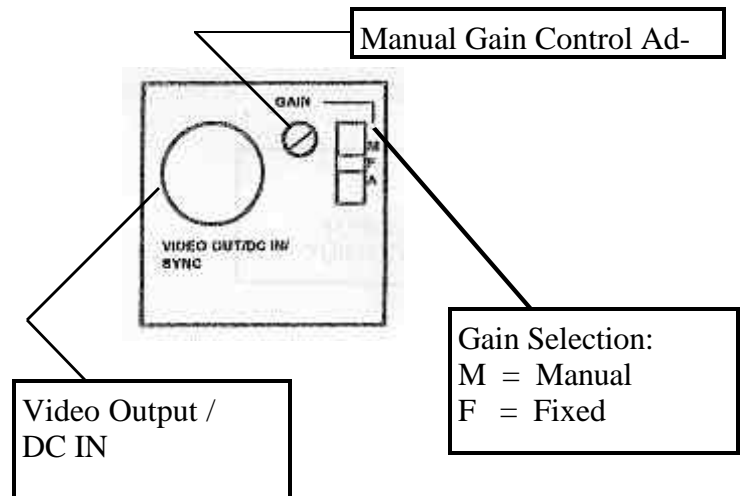 Manual Gain Control Ad-
GAIN
M
F
A
VIDEO OUT/DC IN/
SYNC
Gain Selection:
M = Manual
F = Fixed
Video Output /
DC IN